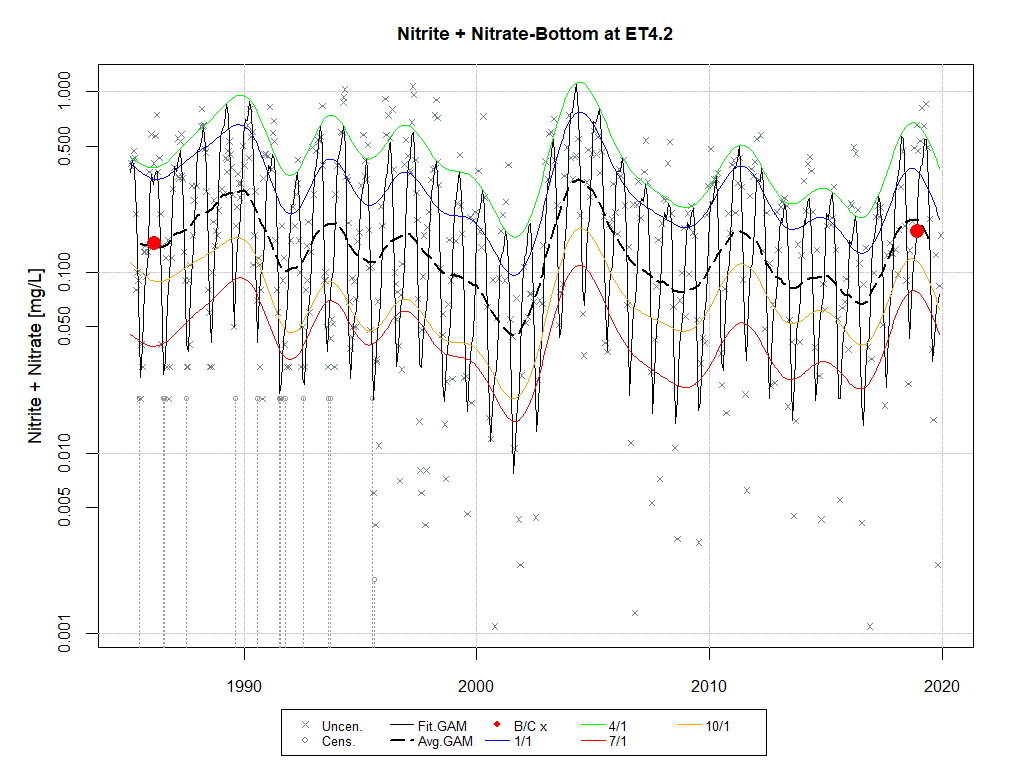 Nitrite + Nitrate-Bottom at ET4.2
Nitrite + Nitrate [mg/L]
1.000
0.500
0.100
0.050
0.010
0.005
0.001
1990 2000 2010 2020
Uncen. Fit.GAM B/C x 4/1 10/1
Cens. Avg.GAM 1/1 7/1